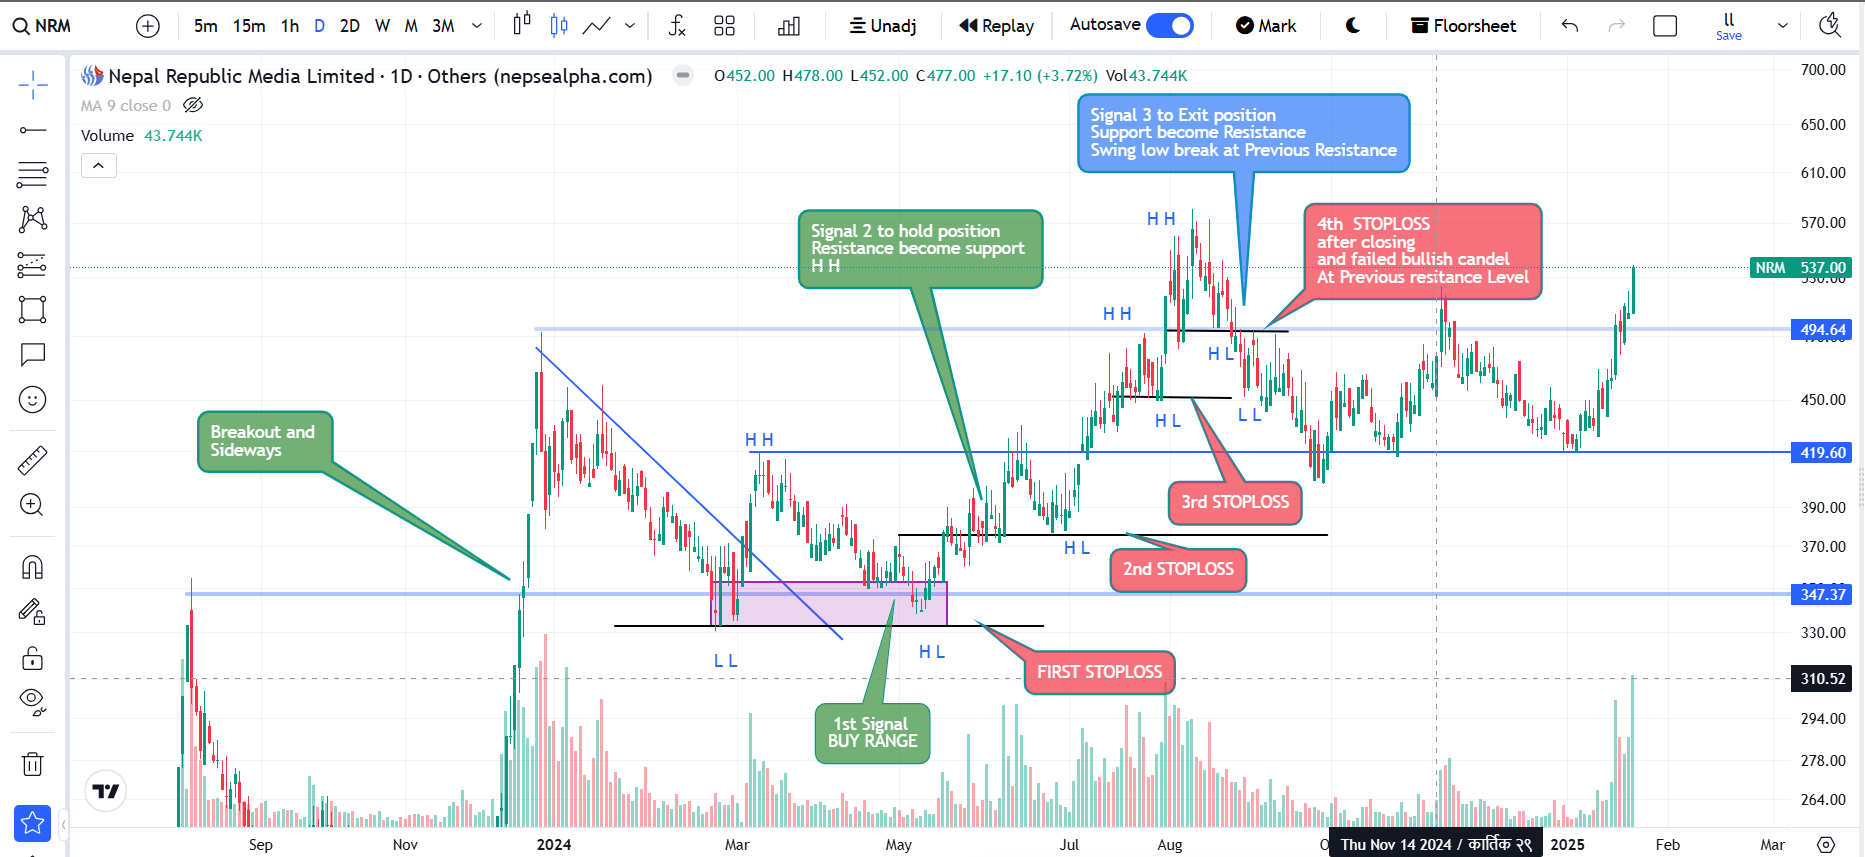 NRM
5m 15m 1h D 2D W M 3M
Unadj
Replay
Autosave
Mark
Floorsheet
ll
Save
Nepal Republic Media Limited · 1D · Others (nepsealpha.com)
O452.00 H478.00 L452.00 C477.00 +17.10 (+3.72%) Vol43.744K
MA 9 close 0
Volume 43.744K
Signal 3 to Exit position
Support become Resistance
Swing low break at Previous Resistance
Signal 2 to hold position
Resistance become support
H H
4th STOPLOSS
after closing
and failed bullish candel
At Previous resitance Level
H H
H H
H L
H L
L L
Breakout and
Sideways
H H
3rd STOPLOSS
H L
2nd STOPLOSS
L L
H L
FIRST STOPLOSS
1st Signal
BUY RANGE
700.00
650.00
610.00
570.00
NRM 537.00
530.00
494.64
450.00
419.60
390.00
370.00
347.37
330.00
310.52
294.00
278.00
264.00
Sep Nov 2024 Mar May Jul Aug Thu Nov 14 2024 / कार्तिक २९ 2025 Feb Mar